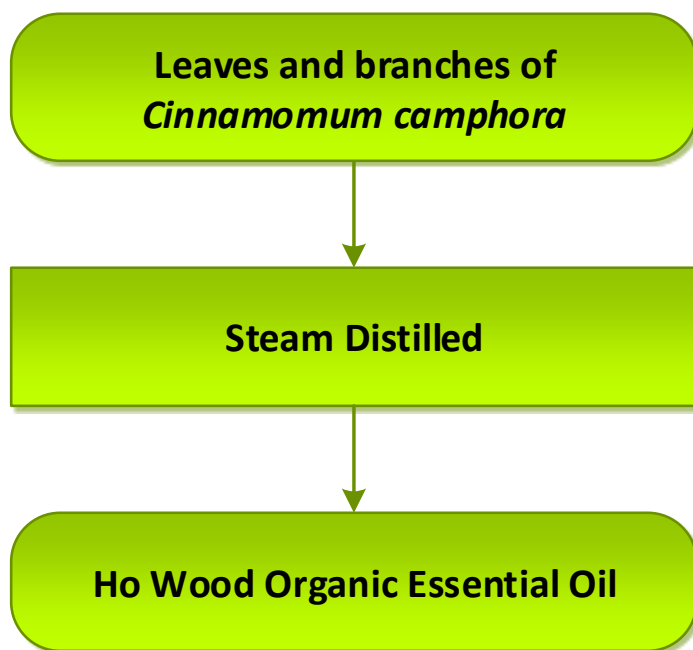 Leaves and branches of
Cinnamomum camphora
Steam Distilled
Ho Wood Organic Essential Oil